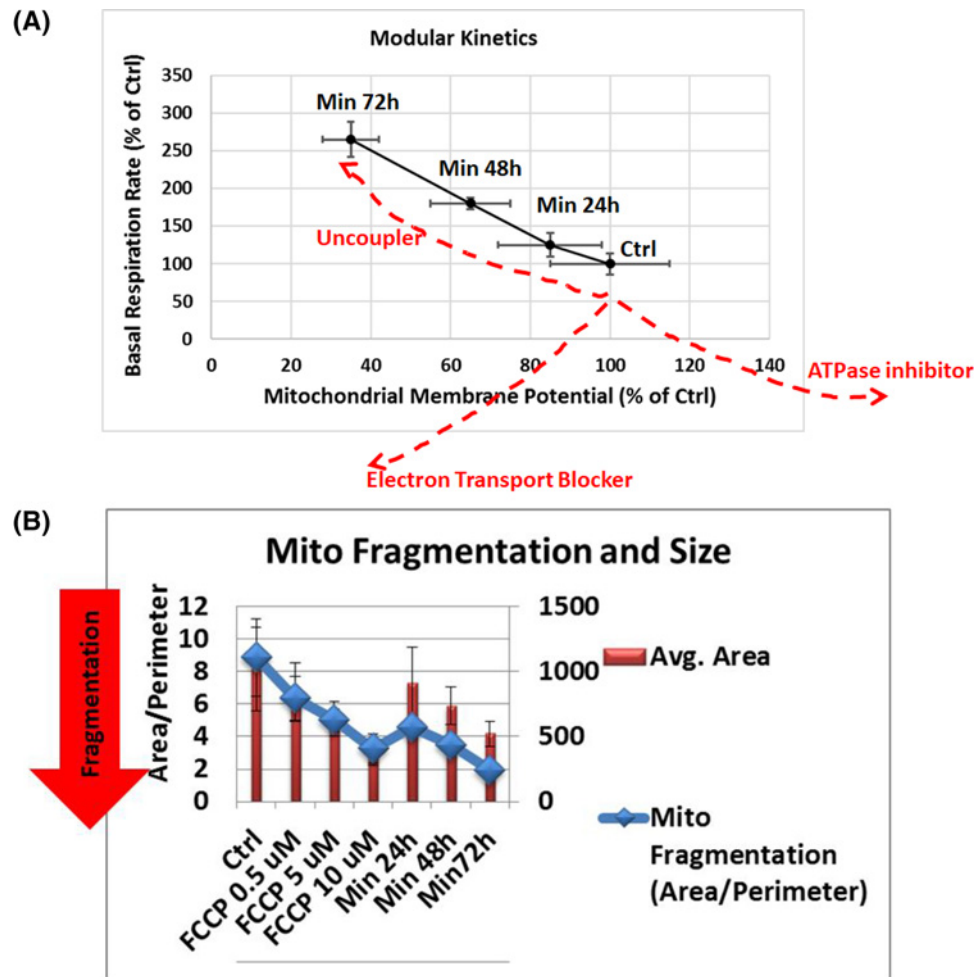 (A)
Modular Kinetics
Basal Respiration Rate (% of Ctrl)
350
300
250
200
150
100
50
0
Min 72h
Min 48h
Min 24h
Ctrl
Uncoupler
0 20 40 60 80 100 120 140
ATPase inhibitor
Mitochondrial Membrane Potential (% of Ctrl)
Electron Transport Blocker
(B)
Mito Fragmentation and Size
Fragmentation
Area/Perimeter
12
10
8
6
4
2
0
1500
1000
500
0
Avg. Area
Mito
Fragmentation
(Area/Perimeter)
Ctrl
FCCP 0.5 uM
FCCP 5 uM
FCCP 10 uM
Min 24h
Min 48h
Min72h